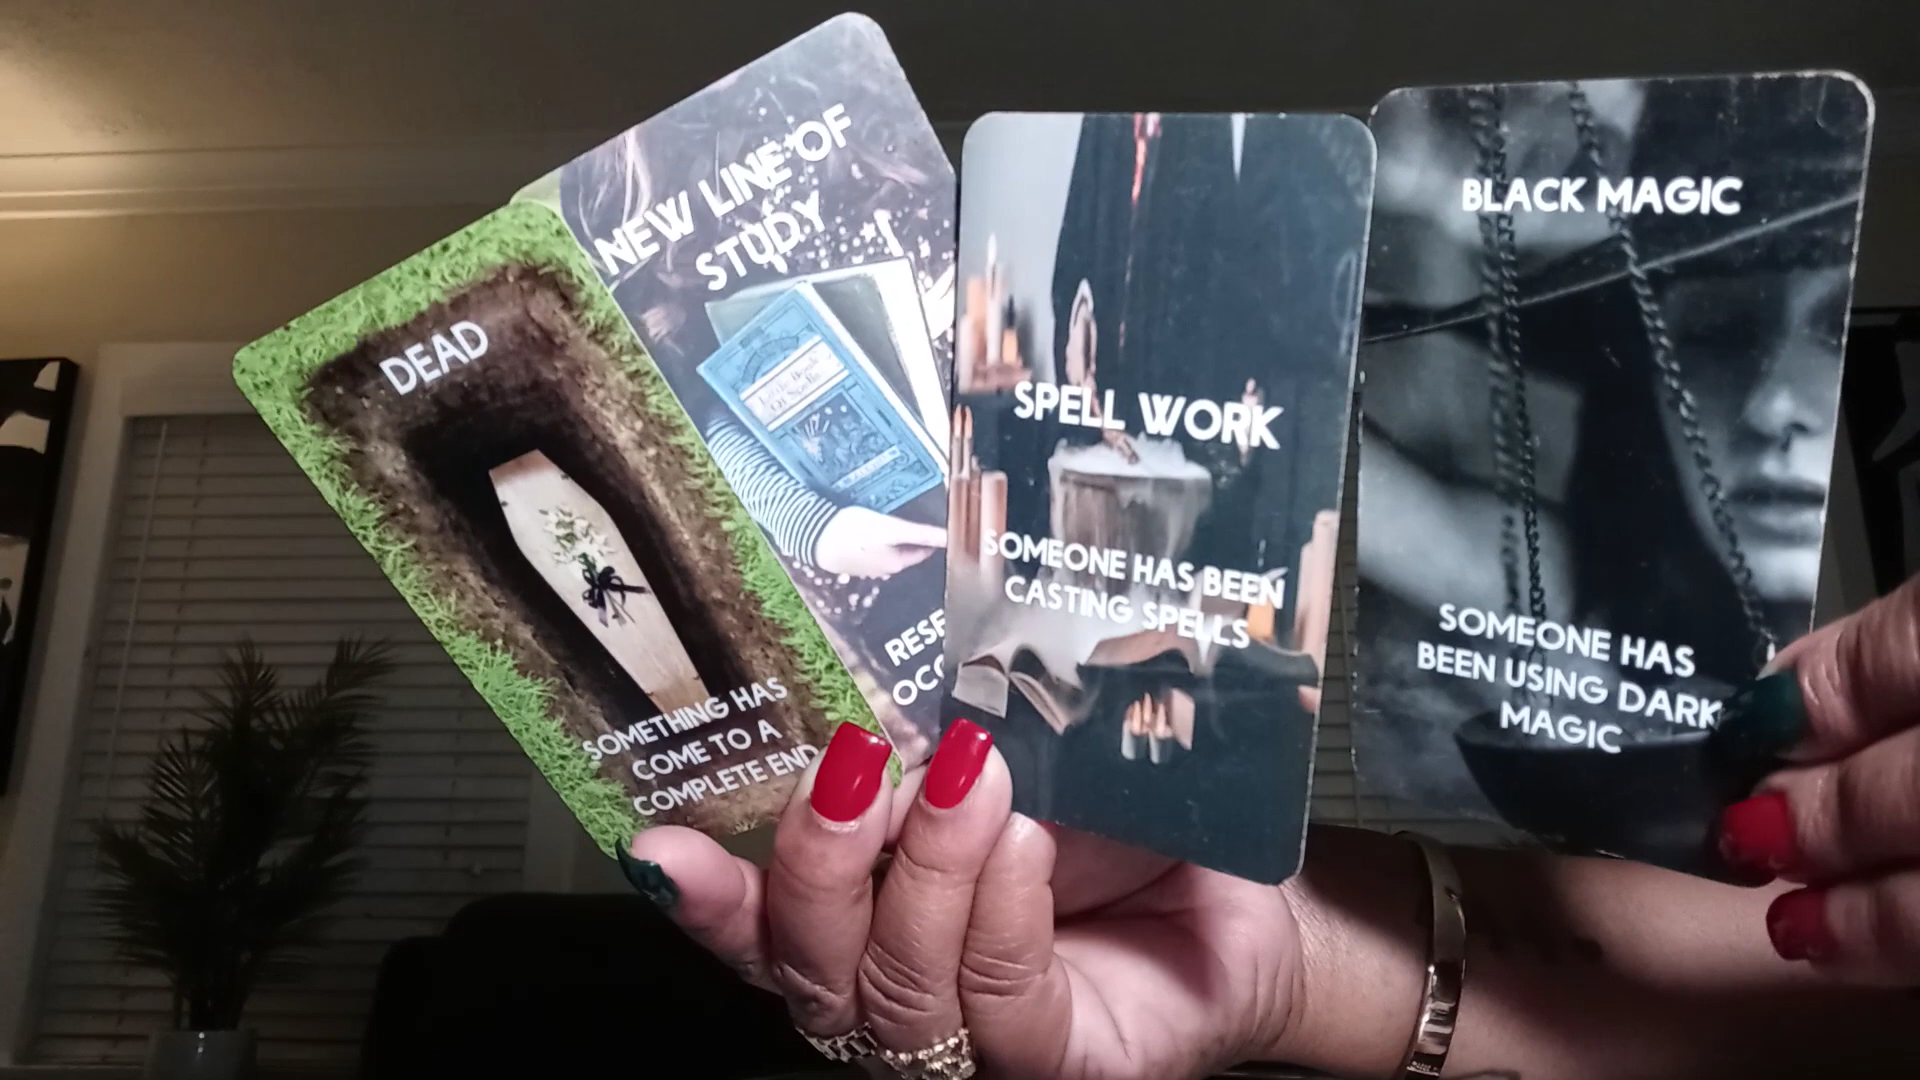 DEAD
SOMETHING HAS
COME TO A
COMPLETE END
NEW LINE OF
STUDY
SPELL WORK
SOMEONE HAS BEEN
CASTING SPELLS
BLACK MAGIC
SOMEONE HAS
BEEN USING DARK
MAGIC